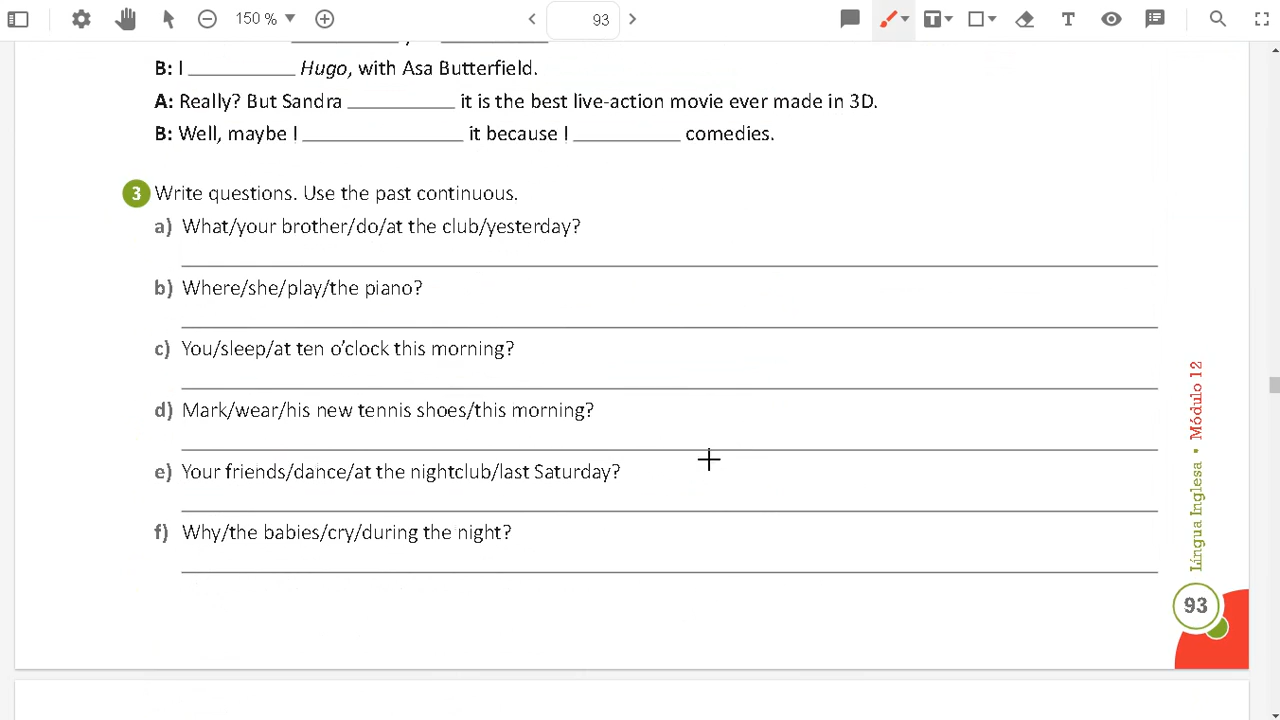 150 %
93
B: I __________ Hugo, with Asa Butterfield.
A: Really? But Sandra __________ it is the best live-action movie ever made in 3D.
B: Well, maybe I _______________ it because I __________ comedies.
3 Write questions. Use the past continuous.
a) What/your brother/do/at the club/yesterday?
b) Where/she/play/the piano?
c) You/sleep/at ten o’clock this morning?
d) Mark/wear/his new tennis shoes/this morning?
e) Your friends/dance/at the nightclub/last Saturday?
f) Why/the babies/cry/during the night?
Língua Inglesa • Módulo 12
93